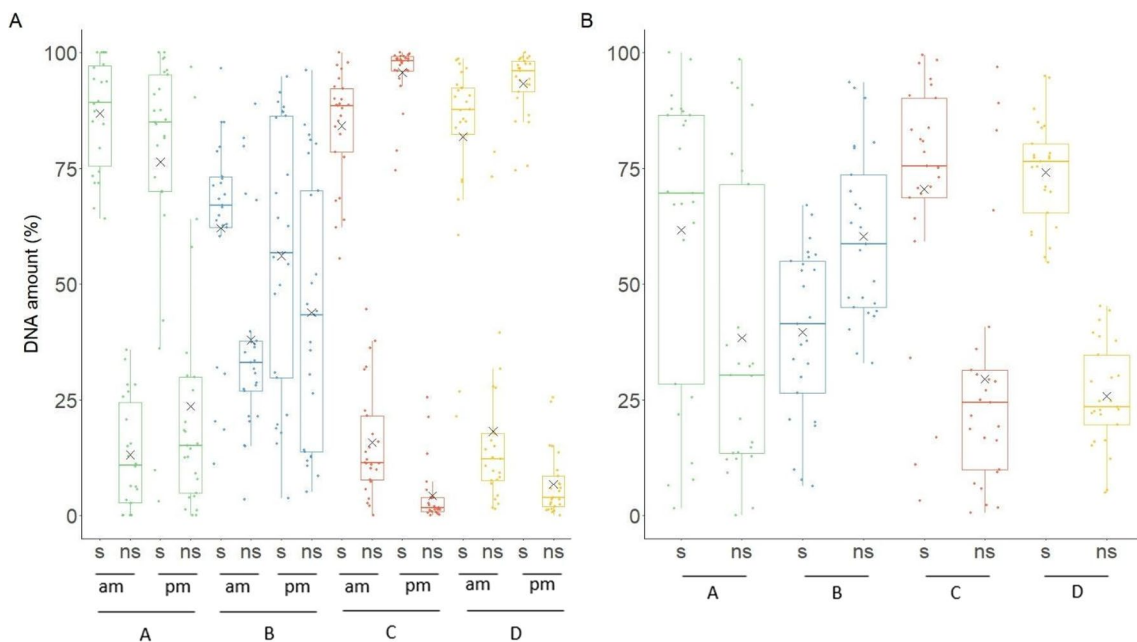 A
B
100
75
50
25
0
DNA amount (%)
s ns s ns s ns s ns s ns s ns s ns s ns
am pm am pm am pm am pm
A B C D
100
75
50
25
0
s ns s ns s ns s ns
A B C D